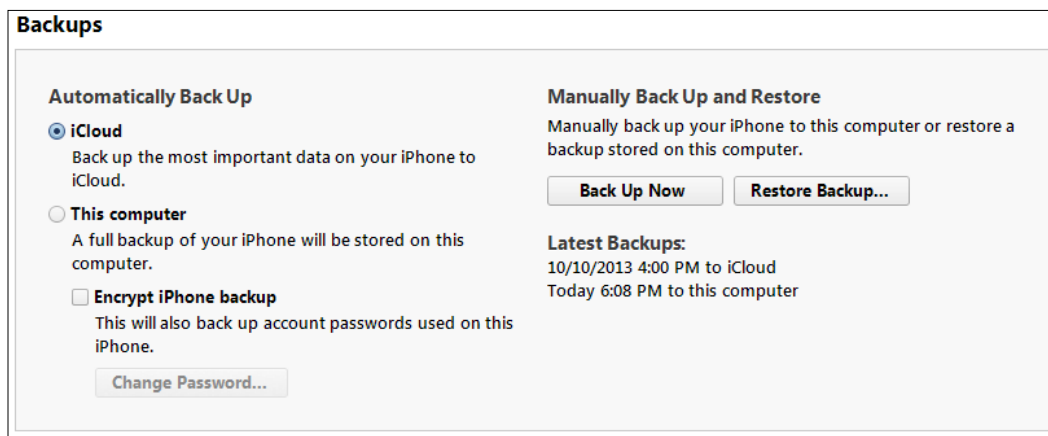 Backups
Automatically Back Up
iCloud
Back up the most important data on your iPhone to
iCloud.
This computer
A full backup of your iPhone will be stored on this
computer.
Encrypt iPhone backup
This will also back up account passwords used on this
iPhone.
Change Password...
Manually Back Up and Restore
Manually back up your iPhone to this computer or restore a
backup stored on this computer.
Back Up Now
Restore Backup...
Latest Backups:
10/10/2013 4:00 PM to iCloud
Today 6:08 PM to this computer